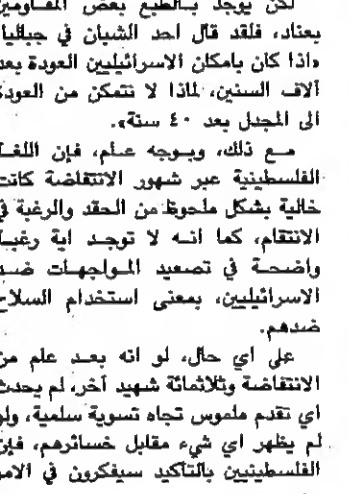 لكن يوجد بالطبع بعض المقاومين
بعناد، فلقد قال احد الشبان في جباليا
«اذا كان بامكان الاسرائيليين العودة بعد
آلاف السنين، لماذا لا نتمكن من العودة
الى المجدل بعد ٤٠ سنة».
مع ذلك، وبوجه عام، فإن اللغة
الفلسطينية عبر شهور الانتفاضة كانت
خالية بشكل ملحوظ من الحقد والرغبة في
الانتقام، كما انه لا توجد اية رغبة
واضحة في تصعيد المواجهات ضد
الاسرائيليين، بمعنى استخدام السلاح
ضدهم.
على اي حال، لو انه بعد عام من
الانتفاضة وثلاثمائة شهيد آخر، لم يحدث
اي تقدم ملموس تجاه تسوية سلمية، ولو
لم يظهر اي شيء مقابل خسائرهم، فإن
الفلسطينيين بالتأكيد سيفكرون في الامر